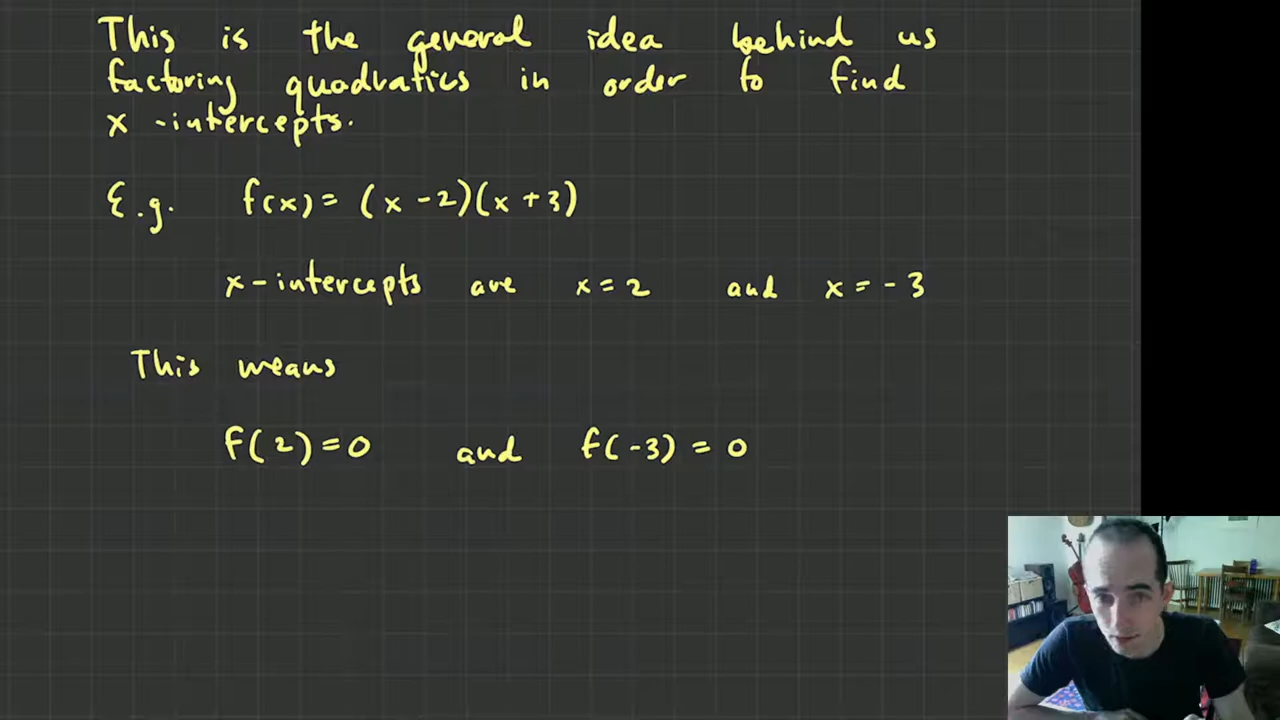 This is the general idea behind us
factoring quadratics in order to find
x-intercepts.
E.g. f(x) = (x-2)(x+3)
x-intercepts are x=2 and x=-3
This means
f(2)=0 and f(-3)=0